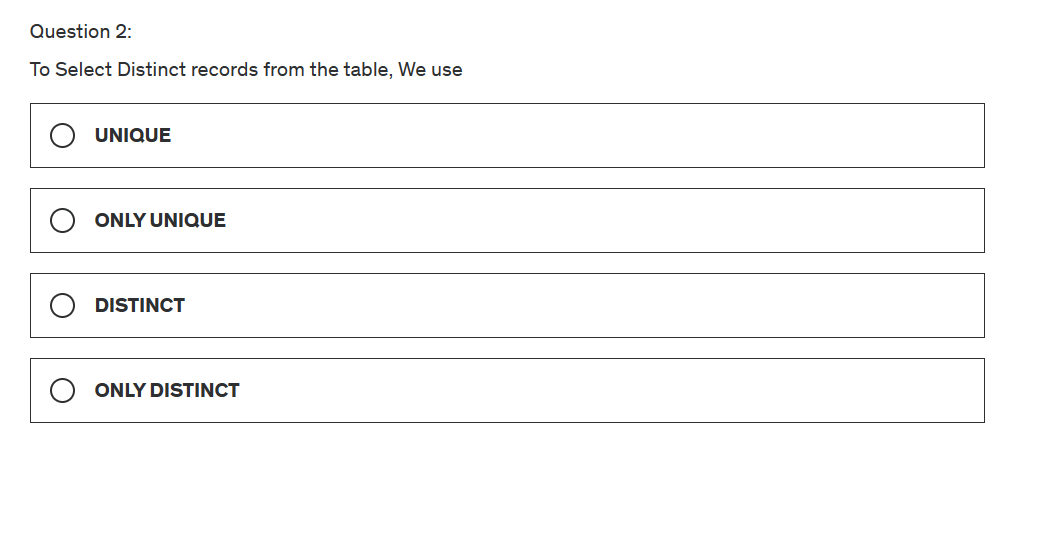 Question 2:
To Select Distinct records from the table, We use
UNIQUE
ONLY UNIQUE
DISTINCT
ONLY DISTINCT